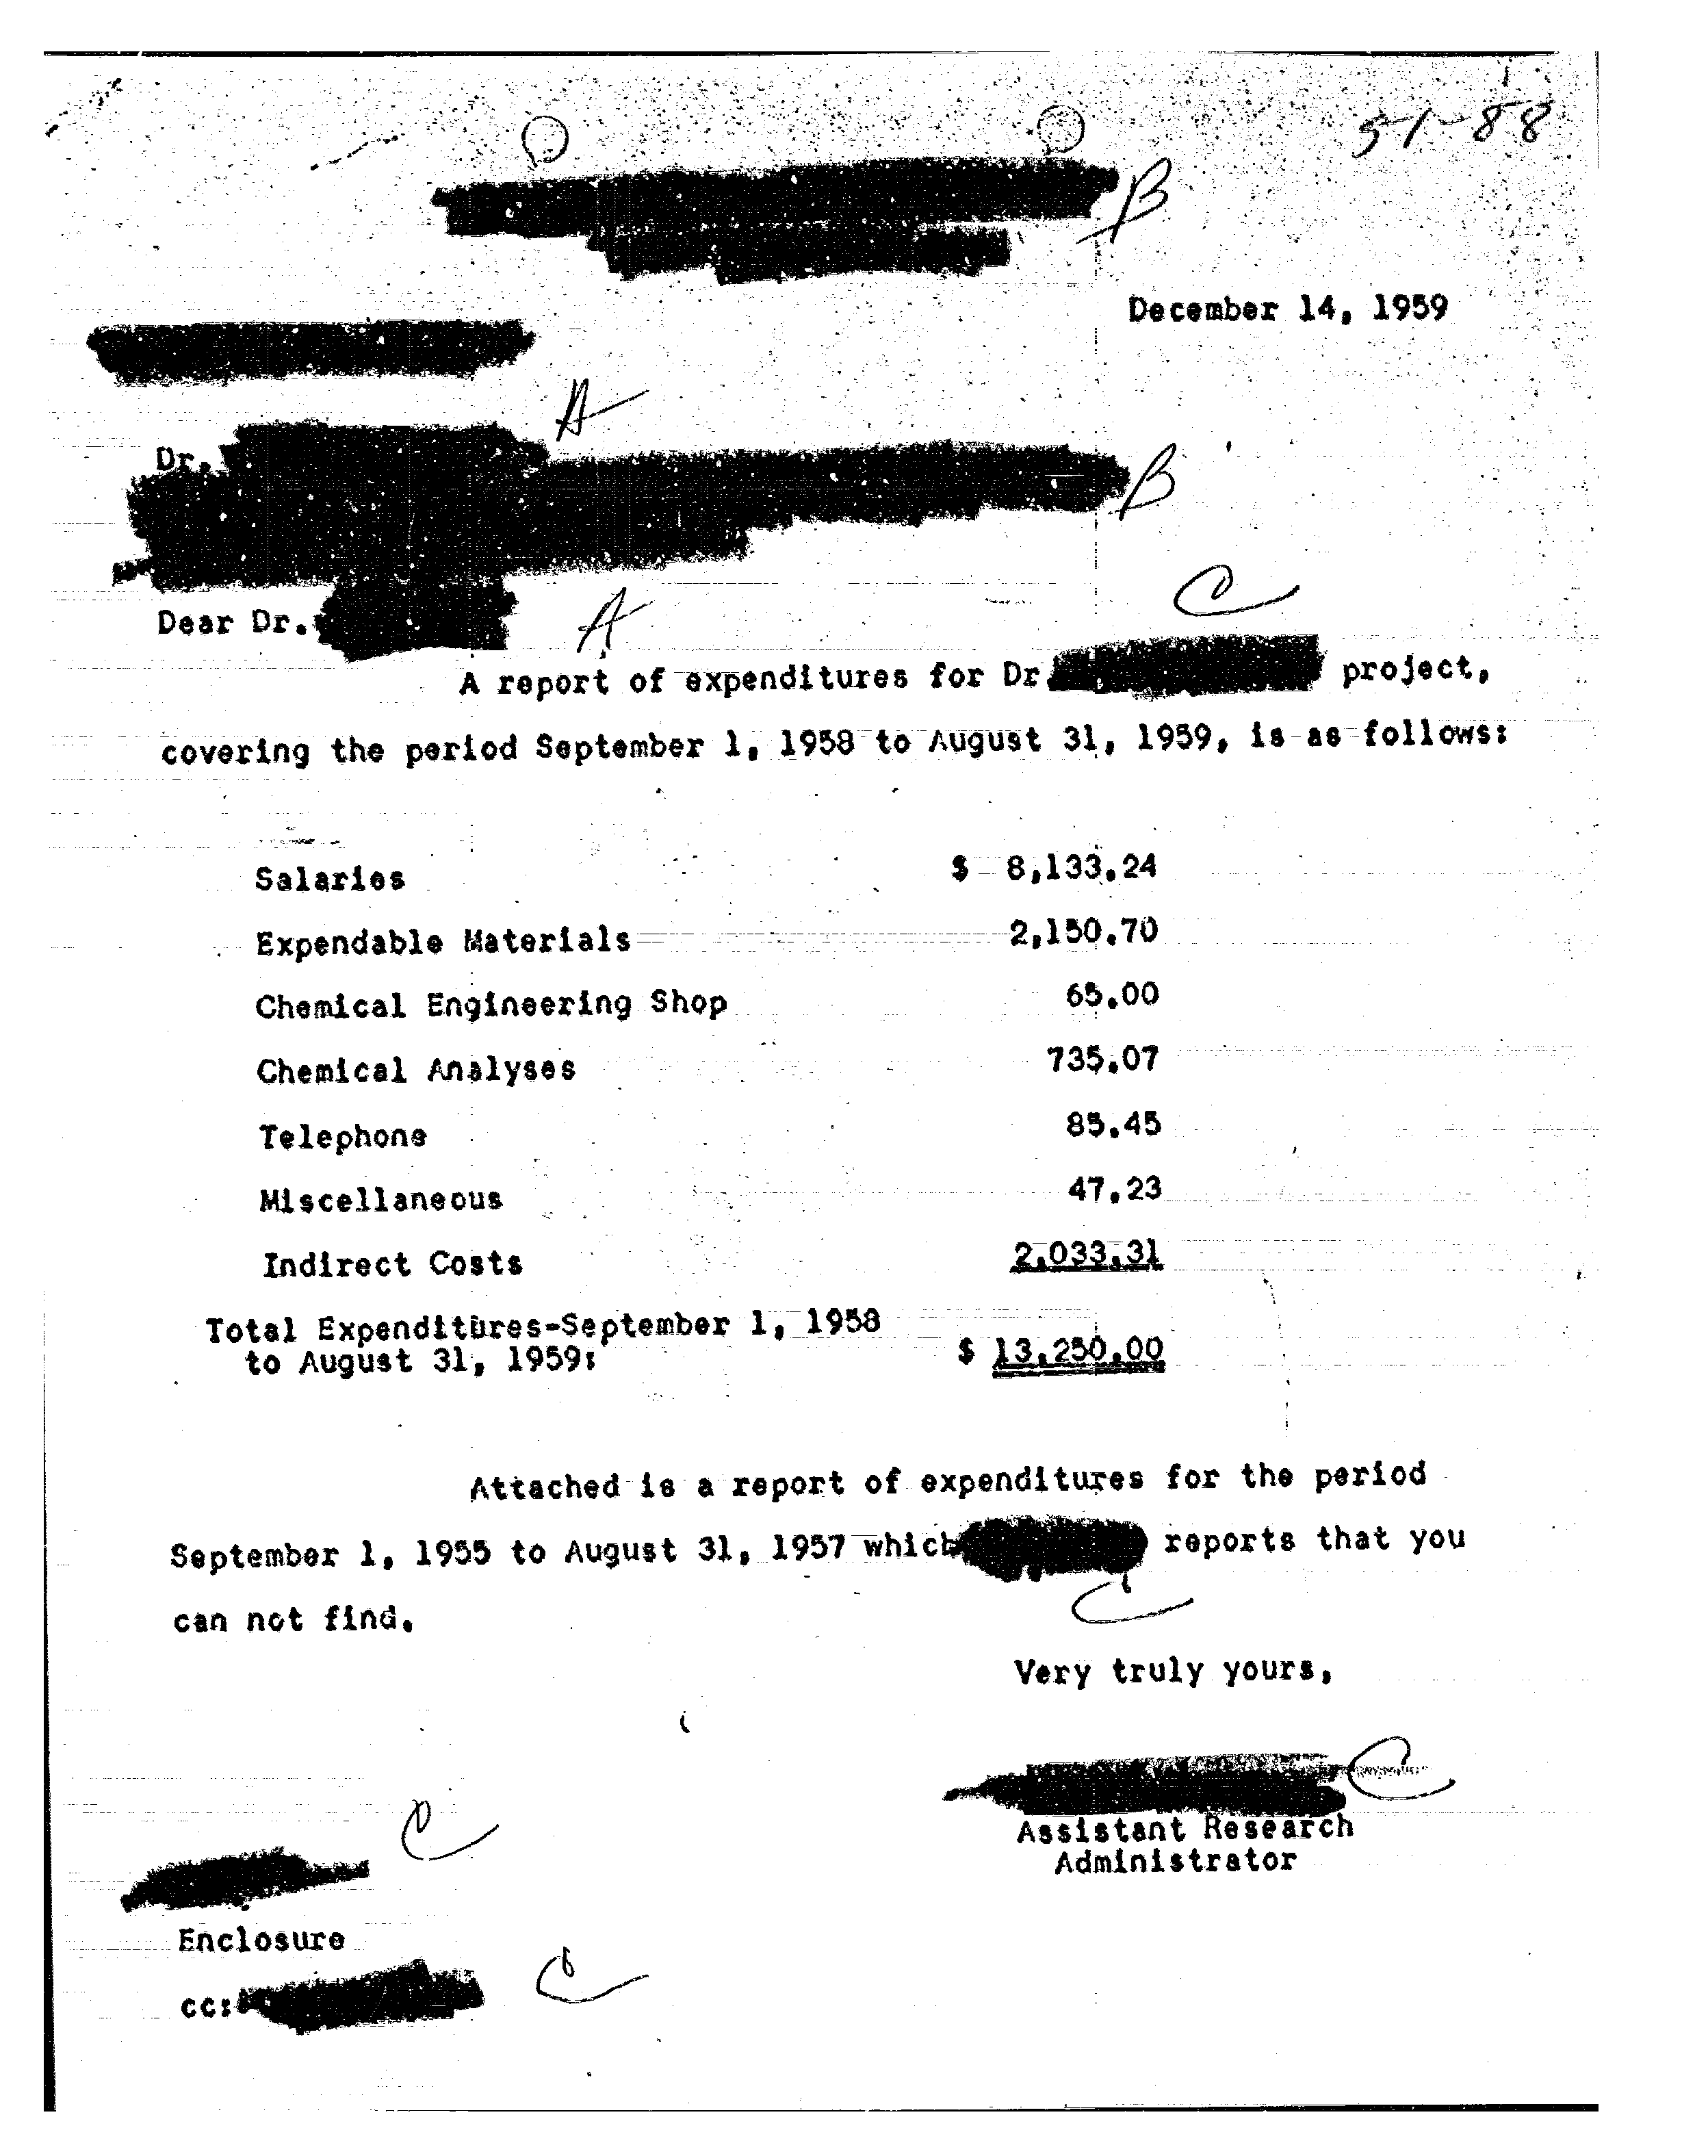 51-88
B
December 14, 1959
A
Dr.
B
C
Dear Dr.
A
A report of expenditures for Dr. project,
covering the period September 1, 1958 to August 31, 1959, is as follows:
Salaries $ 8,133.24
Expendable Materials 2,150.70
Chemical Engineering Shop 65.00
Chemical Analyses 735.07
Telephone 85.45
Miscellaneous 47.23
Indirect Costs 2,033.31
Total Expenditures-September 1, 1958
to August 31, 1959: $ 13,250.00
Attached is a report of expenditures for the period
September 1, 1955 to August 31, 1957 which reports that you
C
can not find.
Very truly yours,
C
Assistant Research
Administrator
C
Enclosure
C
cc: